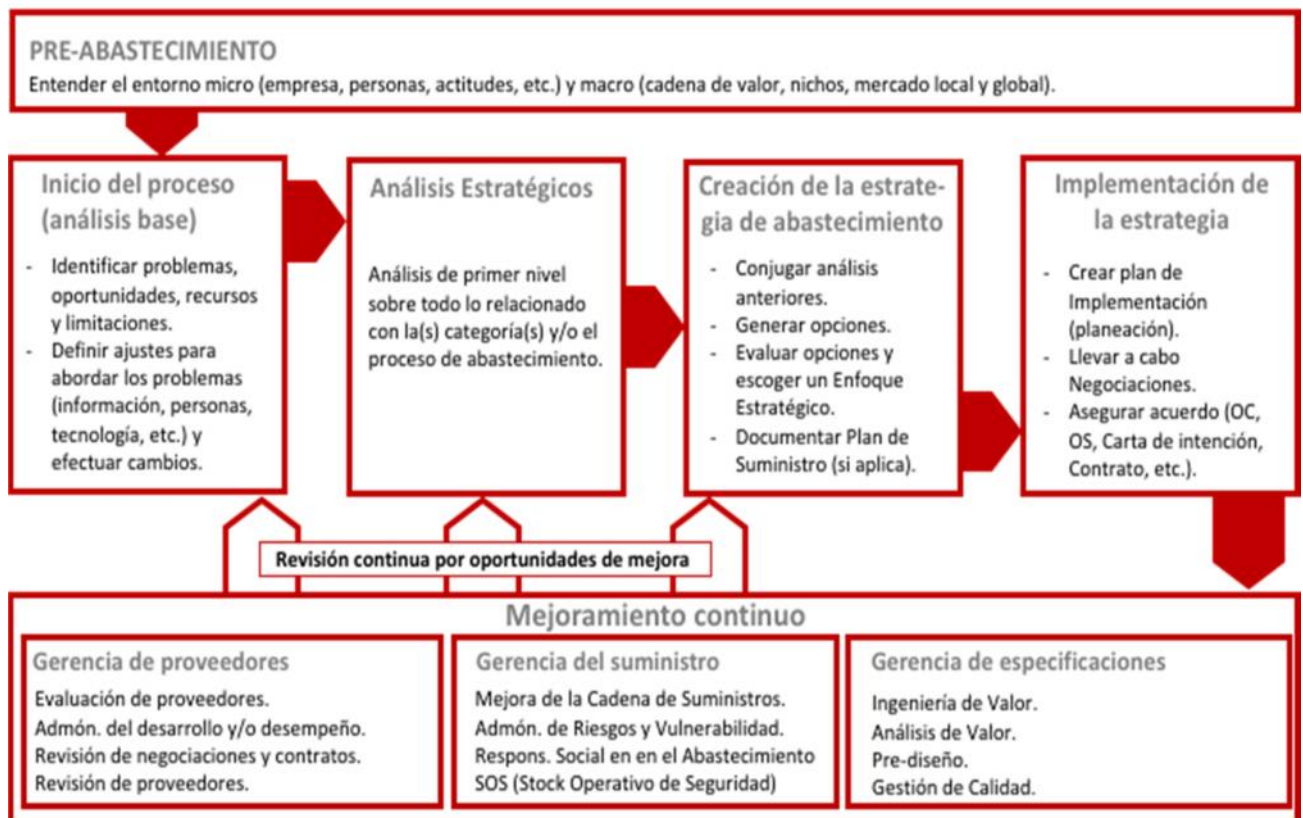 PRE-ABASTECIMIENTO
Entender el entorno micro (empresa, personas, actitudes, etc.) y macro (cadena de valor, nichos, mercado local y global).
Inicio del proceso
(análisis base)
- Identificar problemas,
oportunidades, recursos
y limitaciones.
- Definir ajustes para
abordar los problemas
(información, personas,
tecnología, etc.) y
efectuar cambios.
Análisis Estratégicos
Análisis de primer nivel
sobre todo lo relacionado
con la(s) categoría(s) y/o el
proceso de abastecimiento.
Creación de la estrate-
gia de abastecimiento
- Conjugar análisis
anteriores.
- Generar opciones.
- Evaluar opciones y
escoger un Enfoque
Estratégico.
- Documentar Plan de
Suministro (si aplica).
Implementación de
la estrategia
- Crear plan de
Implementación
(planeación).
- Llevar a cabo
Negociaciones.
- Asegurar acuerdo (OC,
OS, Carta de intención,
Contrato, etc.).
Revisión continua por oportunidades de mejora
Mejoramiento continuo
Gerencia de proveedores
Evaluación de proveedores.
Admón. del desarrollo y/o desempeño.
Revisión de negociaciones y contratos.
Revisión de proveedores.
Gerencia del suministro
Mejora de la Cadena de Suministros.
Admón. de Riesgos y Vulnerabilidad.
Respons. Social en en el Abastecimiento
SOS (Stock Operativo de Seguridad)
Gerencia de especificaciones
Ingeniería de Valor.
Análisis de Valor.
Pre-diseño.
Gestión de Calidad.